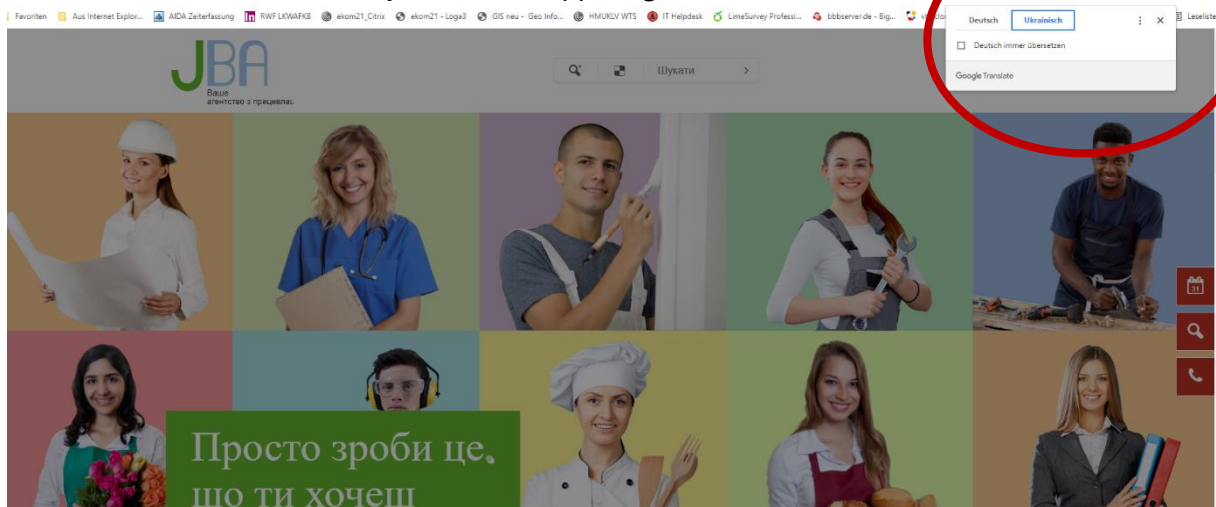 Favoriten Aus Internet Explor... AIDA Zeiterfassung RWF LKWAFKB ekom21_Citrix ekom21 - Loga3 GIS neu - Geo Info... HMUKLV WTS IT Helpdesk LimeSurvey Professi... bbbserver.de - Big... Leseliste
Deutsch Ukrainisch
Deutsch immer übersetzen
Google Translate
JBA
Ваше
агентство з працевлаш
Шукати
31
Просто зроби це,
що ти хочеш